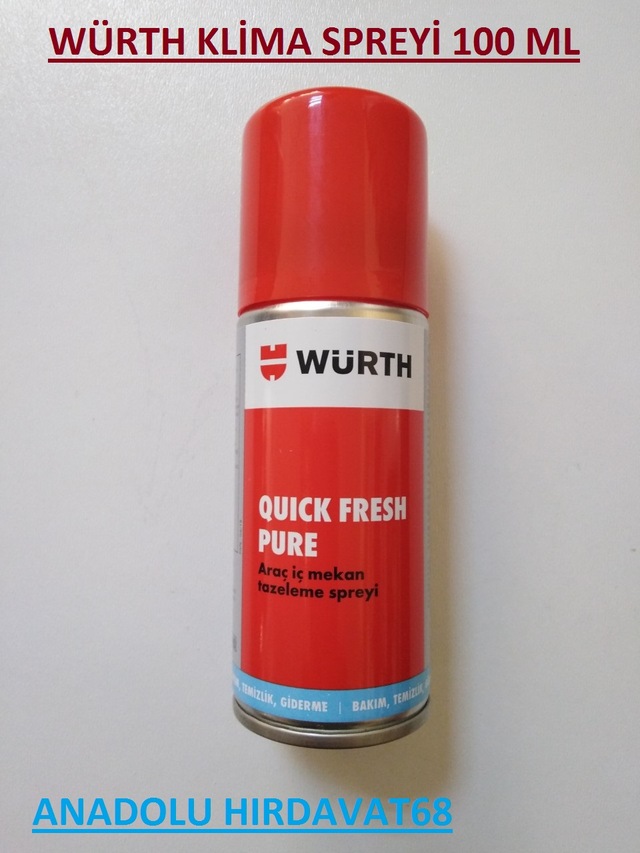 WÜRTH KLİMA SPREYİ 100 ML
WÜRTH
QUICK FRESH
PURE
Araç iç mekan
tazeleme spreyi
TEMİZLİK, GİDERME | BAKIM, TEMİZLİK,
ANADOLU HIRDAVAT68